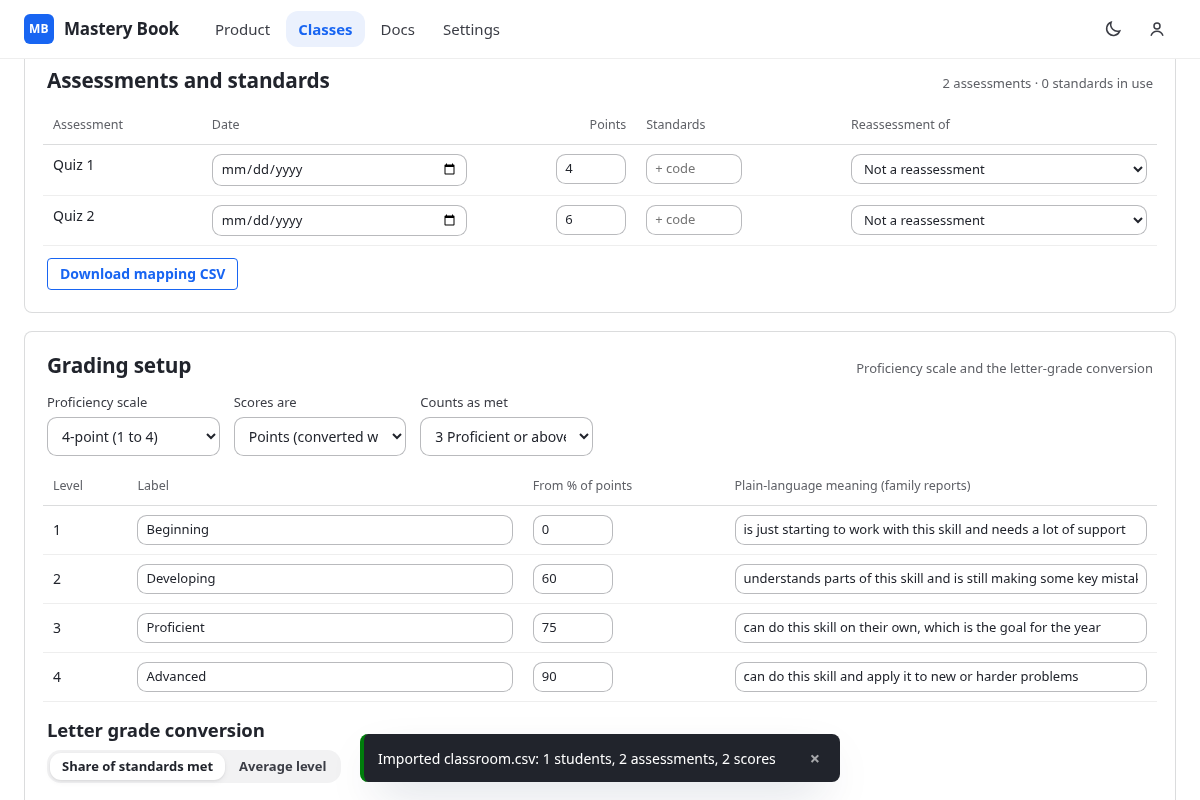 MB Mastery Book Product Classes Docs Settings
Assessments and standards 2 assessments · 0 standards in use
Assessment Date Points Standards Reassessment of
Quiz 1 mm/dd/yyyy 4 + code Not a reassessment
Quiz 2 mm/dd/yyyy 6 + code Not a reassessment
Download mapping CSV
Grading setup Proficiency scale and the letter-grade conversion
Proficiency scale Scores are Counts as met
4-point (1 to 4) Points (converted w 3 Proficient or above
Level Label From % of points Plain-language meaning (family reports)
1 Beginning 0 is just starting to work with this skill and needs a lot of support
2 Developing 60 understands parts of this skill and is still making some key mistak
3 Proficient 75 can do this skill on their own, which is the goal for the year
4 Advanced 90 can do this skill and apply it to new or harder problems
Letter grade conversion
Share of standards met Average level
Imported classroom.csv: 1 students, 2 assessments, 2 scores ×